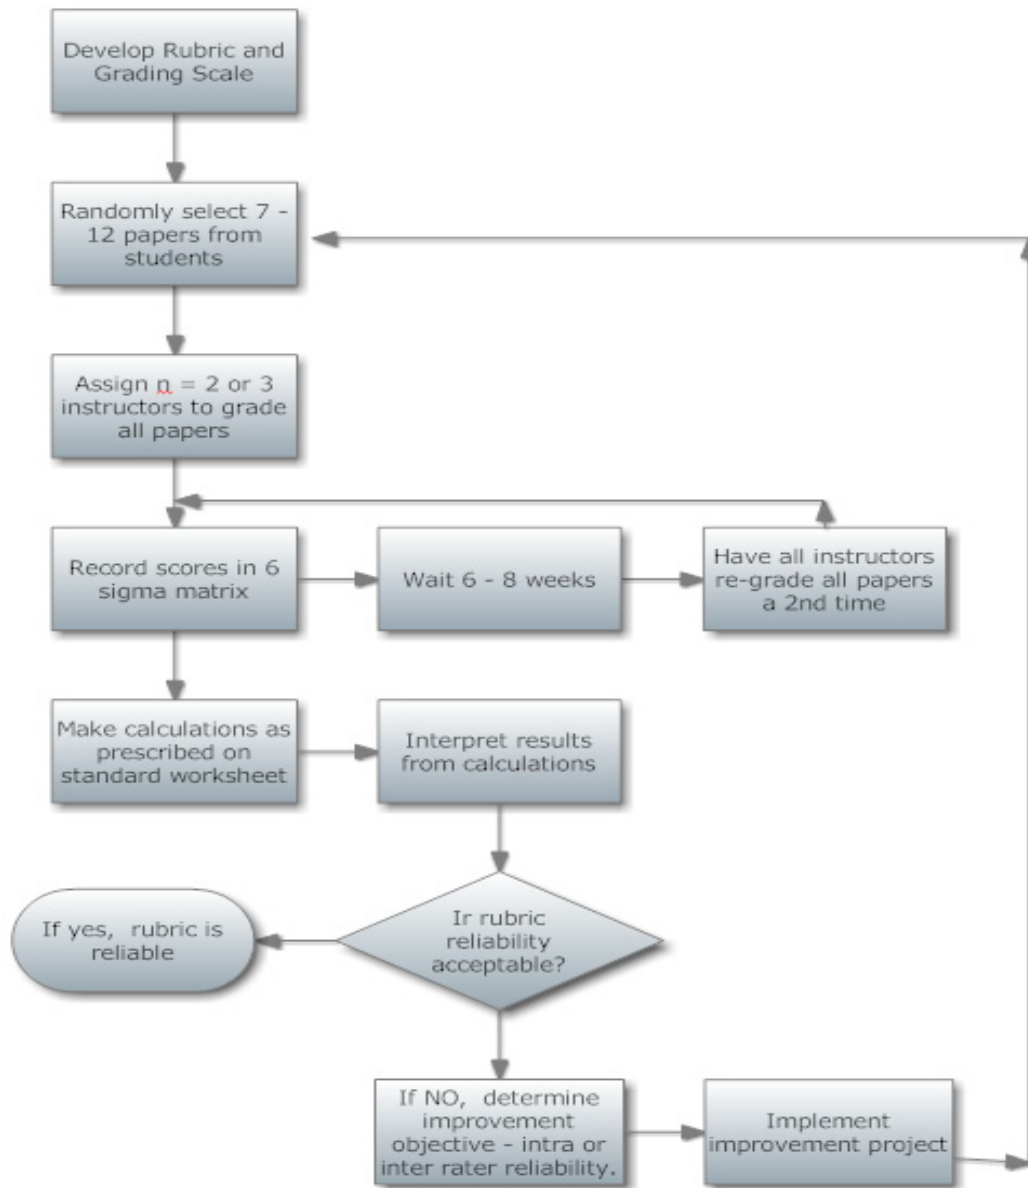 Develop Rubric and
Grading Scale
Randomly select 7 -
12 papers from
students
Assign n = 2 or 3
instructors to grade
all papers
Record scores in 6
sigma matrix
Wait 6 - 8 weeks
Have all instructors
re-grade all papers
a 2nd time
Make calculations as
prescribed on
standard worksheet
Interpret results
from calculations
If yes, rubric is
reliable
Ir rubric
reliability
acceptable?
If NO, determine
improvement
objective - intra or
inter rater reliability.
Implement
improvement project